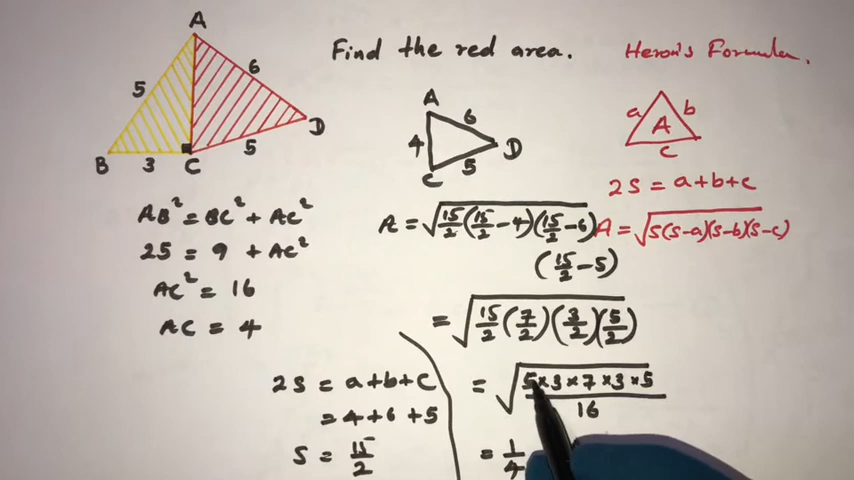 Find the red area.
Heron's Formula.
A
5
6
B
3
C
5
D
A
6
4
D
C
5
a
b
A
c
2S = a+b+c
A = √S(S-a)(S-b)(S-c)
AB² = BC² + AC²
25 = 9 + AC²
AC² = 16
AC = 4
A = √15/2(15/2-4)(15/2-6)
(15/2-5)
= √15/2(7/2)(3/2)(5/2)
2S = a+b+c
= 4+6+5
S = 15/2
= √5×3×7×3×5/16
= 1/4